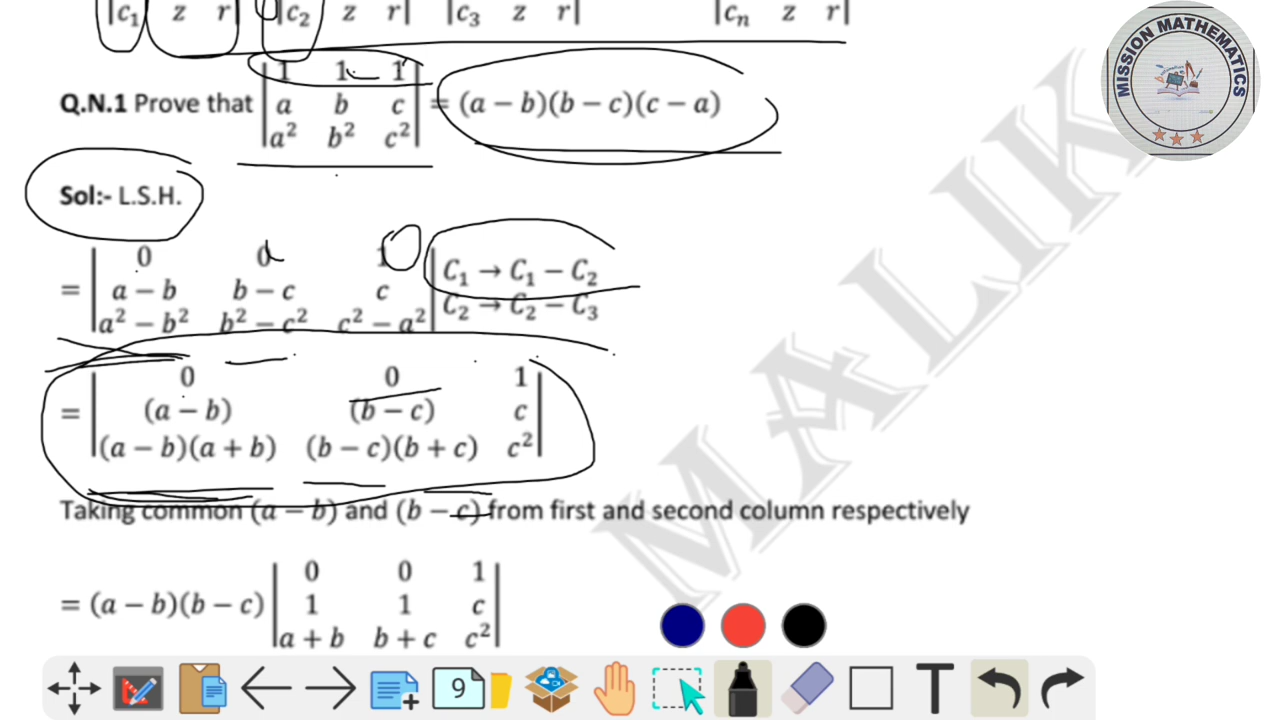 |c₁ z r| |c₂ z r| |c₃ z r| |cₙ z r|
Q.N.1 Prove that |1 1 1| = (a − b)(b − c)(c − a)
|a b c|
|a² b² c²|
Sol:- L.S.H.
= |0 0 1| C₁ → C₁ − C₂
|a − b b − c c| C₂ → C₂ − C₃
|a² − b² b² − c² c² − a²|
= |0 0 1|
|(a − b) (b − c) c|
|(a − b)(a + b) (b − c)(b + c) c²|
Taking common (a − b) and (b − c) from first and second column respectively
= (a − b)(b − c) |0 0 1|
|1 1 c|
|a + b b + c c²|
MISSION MATHEMATICS
MALIK
9
T